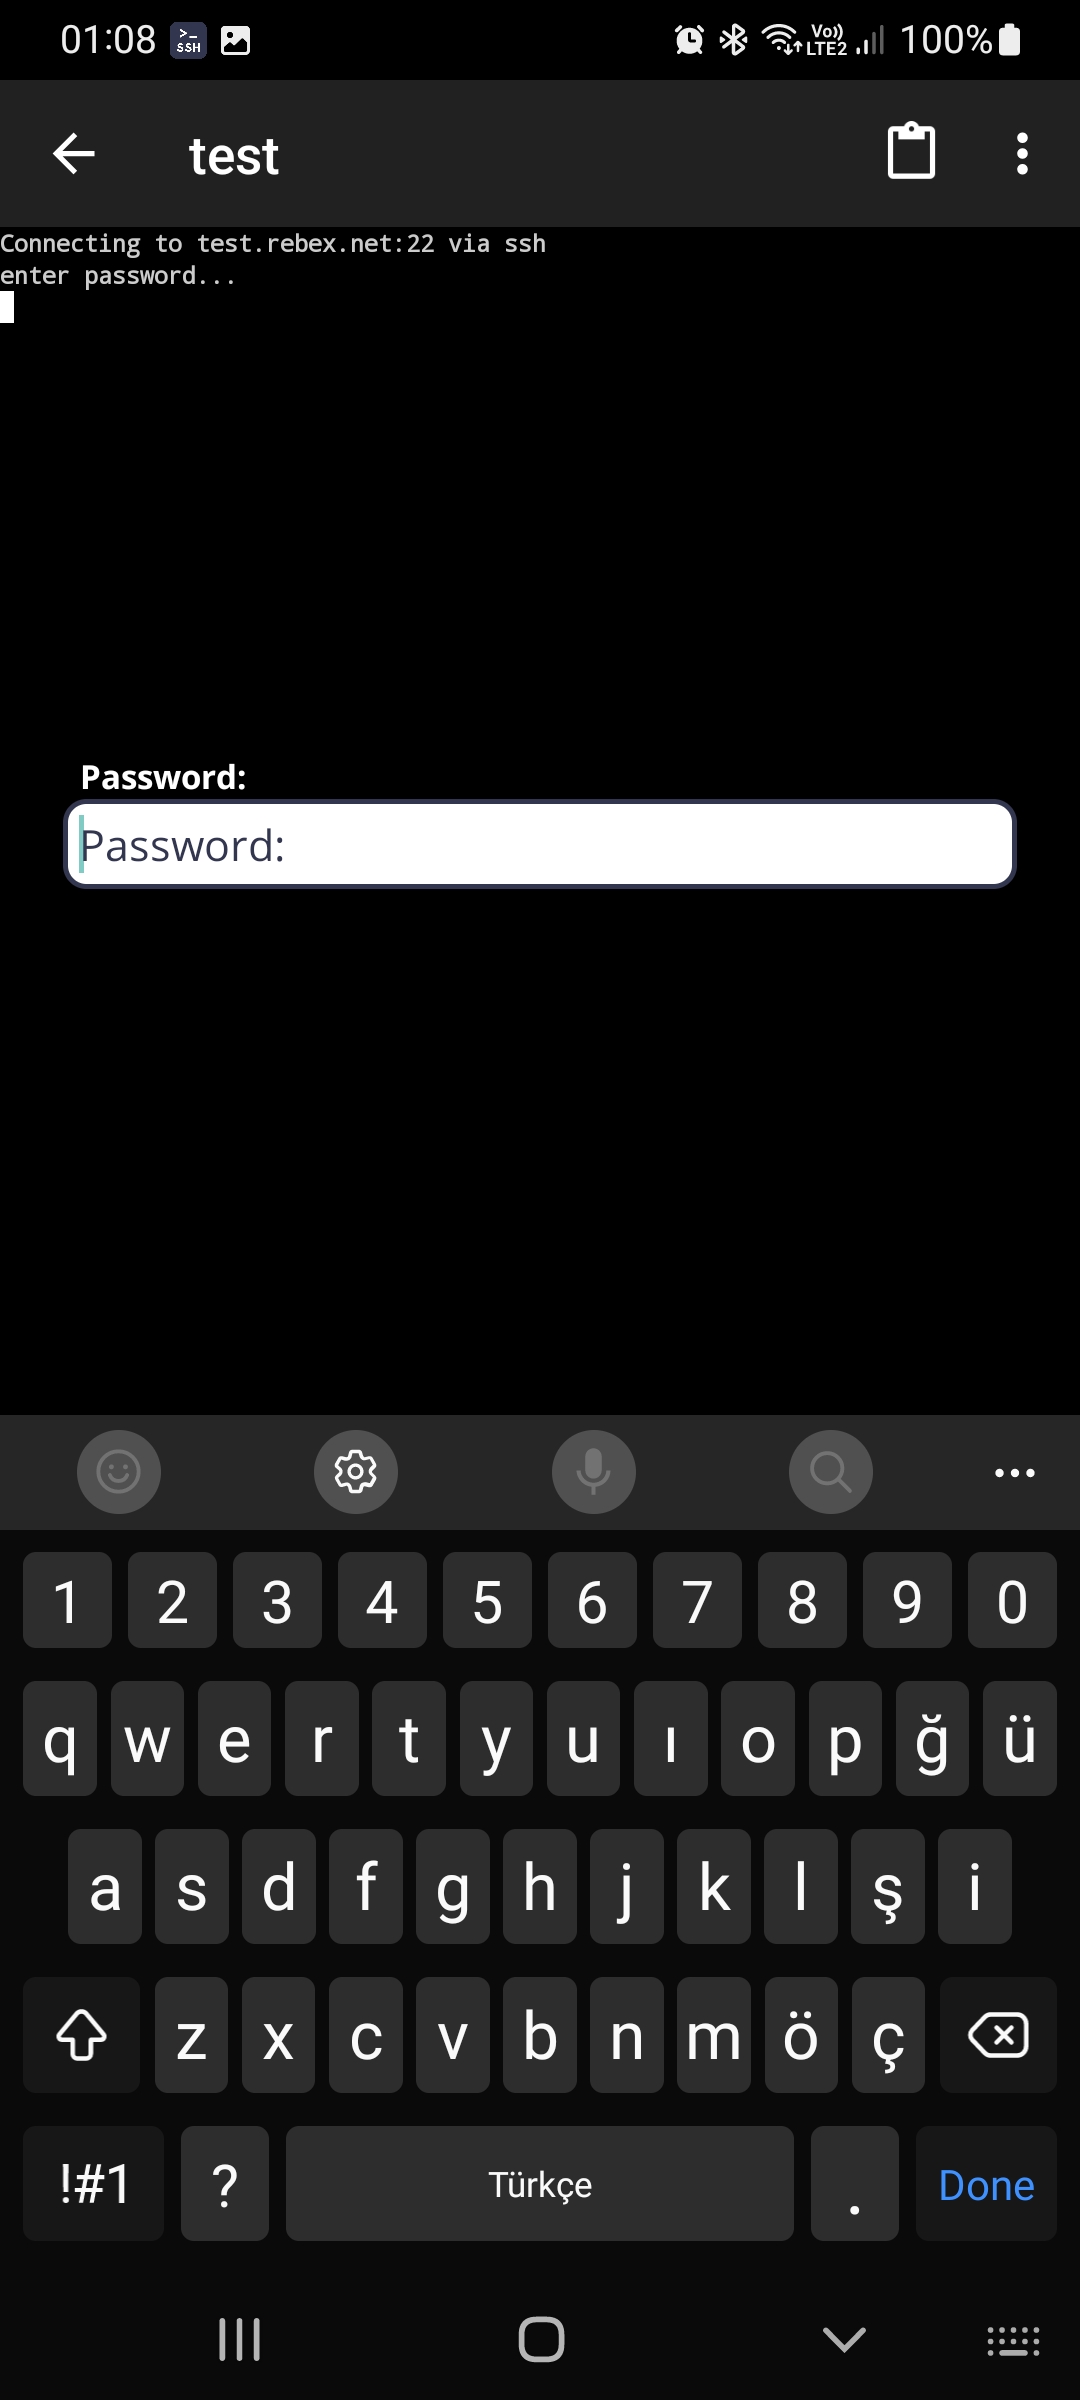 01:08 >_ SSH Vo)) LTE2 100%
test
Connecting to test.rebex.net:22 via ssh
enter password...
Password:
Password:
1 2 3 4 5 6 7 8 9 0
q w e r t y u ı o p ğ ü
a s d f g h j k l ş i
z x c v b n m ö ç
!#1 ? Türkçe . Done